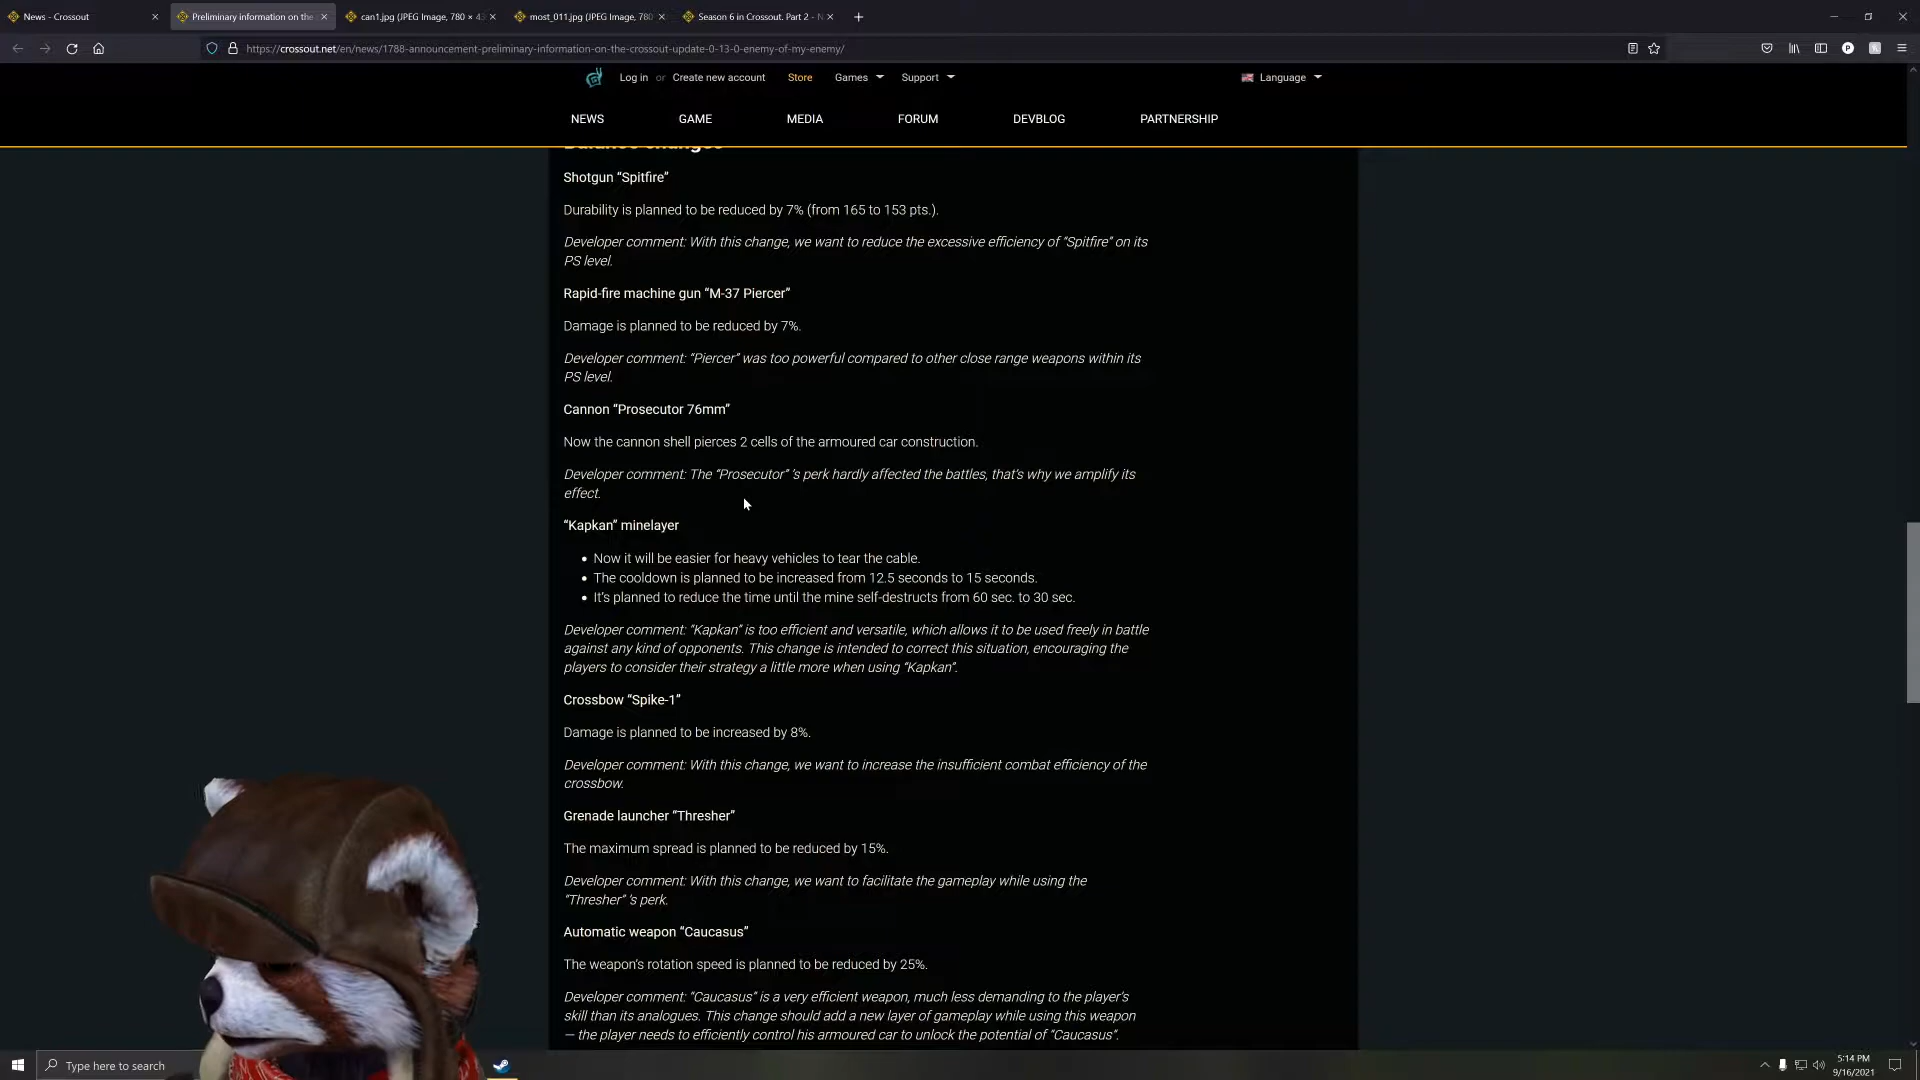 News - Crossout
Preliminary information on the
can1.jpg (JPEG Image, 780 × 43
most_011.jpg (JPEG Image, 780
Season 6 in Crossout. Part 2 - N
https://crossout.net/en/news/1788-announcement-preliminary-information-on-the-crossout-update-0-13-0-enemy-of-my-enemy/
Log in or Create new account Store Games Support Language
NEWS GAME MEDIA FORUM DEVBLOG PARTNERSHIP
Balance changes
Shotgun “Spitfire”
Durability is planned to be reduced by 7% (from 165 to 153 pts.).
Developer comment: With this change, we want to reduce the excessive efficiency of “Spitfire” on its
PS level.
Rapid-fire machine gun “M-37 Piercer”
Damage is planned to be reduced by 7%.
Developer comment: “Piercer” was too powerful compared to other close range weapons within its
PS level.
Cannon “Prosecutor 76mm”
Now the cannon shell pierces 2 cells of the armoured car construction.
Developer comment: The “Prosecutor” ’s perk hardly affected the battles, that’s why we amplify its
effect.
“Kapkan” minelayer
• Now it will be easier for heavy vehicles to tear the cable.
• The cooldown is planned to be increased from 12.5 seconds to 15 seconds.
• It’s planned to reduce the time until the mine self-destructs from 60 sec. to 30 sec.
Developer comment: “Kapkan” is too efficient and versatile, which allows it to be used freely in battle
against any kind of opponents. This change is intended to correct this situation, encouraging the
players to consider their strategy a little more when using “Kapkan”.
Crossbow “Spike-1”
Damage is planned to be increased by 8%.
Developer comment: With this change, we want to increase the insufficient combat efficiency of the
crossbow.
Grenade launcher “Thresher”
The maximum spread is planned to be reduced by 15%.
Developer comment: With this change, we want to facilitate the gameplay while using the
“Thresher” ’s perk.
Automatic weapon “Caucasus”
The weapon’s rotation speed is planned to be reduced by 25%.
Developer comment: “Caucasus” is a very efficient weapon, much less demanding to the player’s
skill than its analogues. This change should add a new layer of gameplay while using this weapon
— the player needs to efficiently control his armoured car to unlock the potential of “Caucasus”.
Type here to search
5:14 PM
9/16/2021